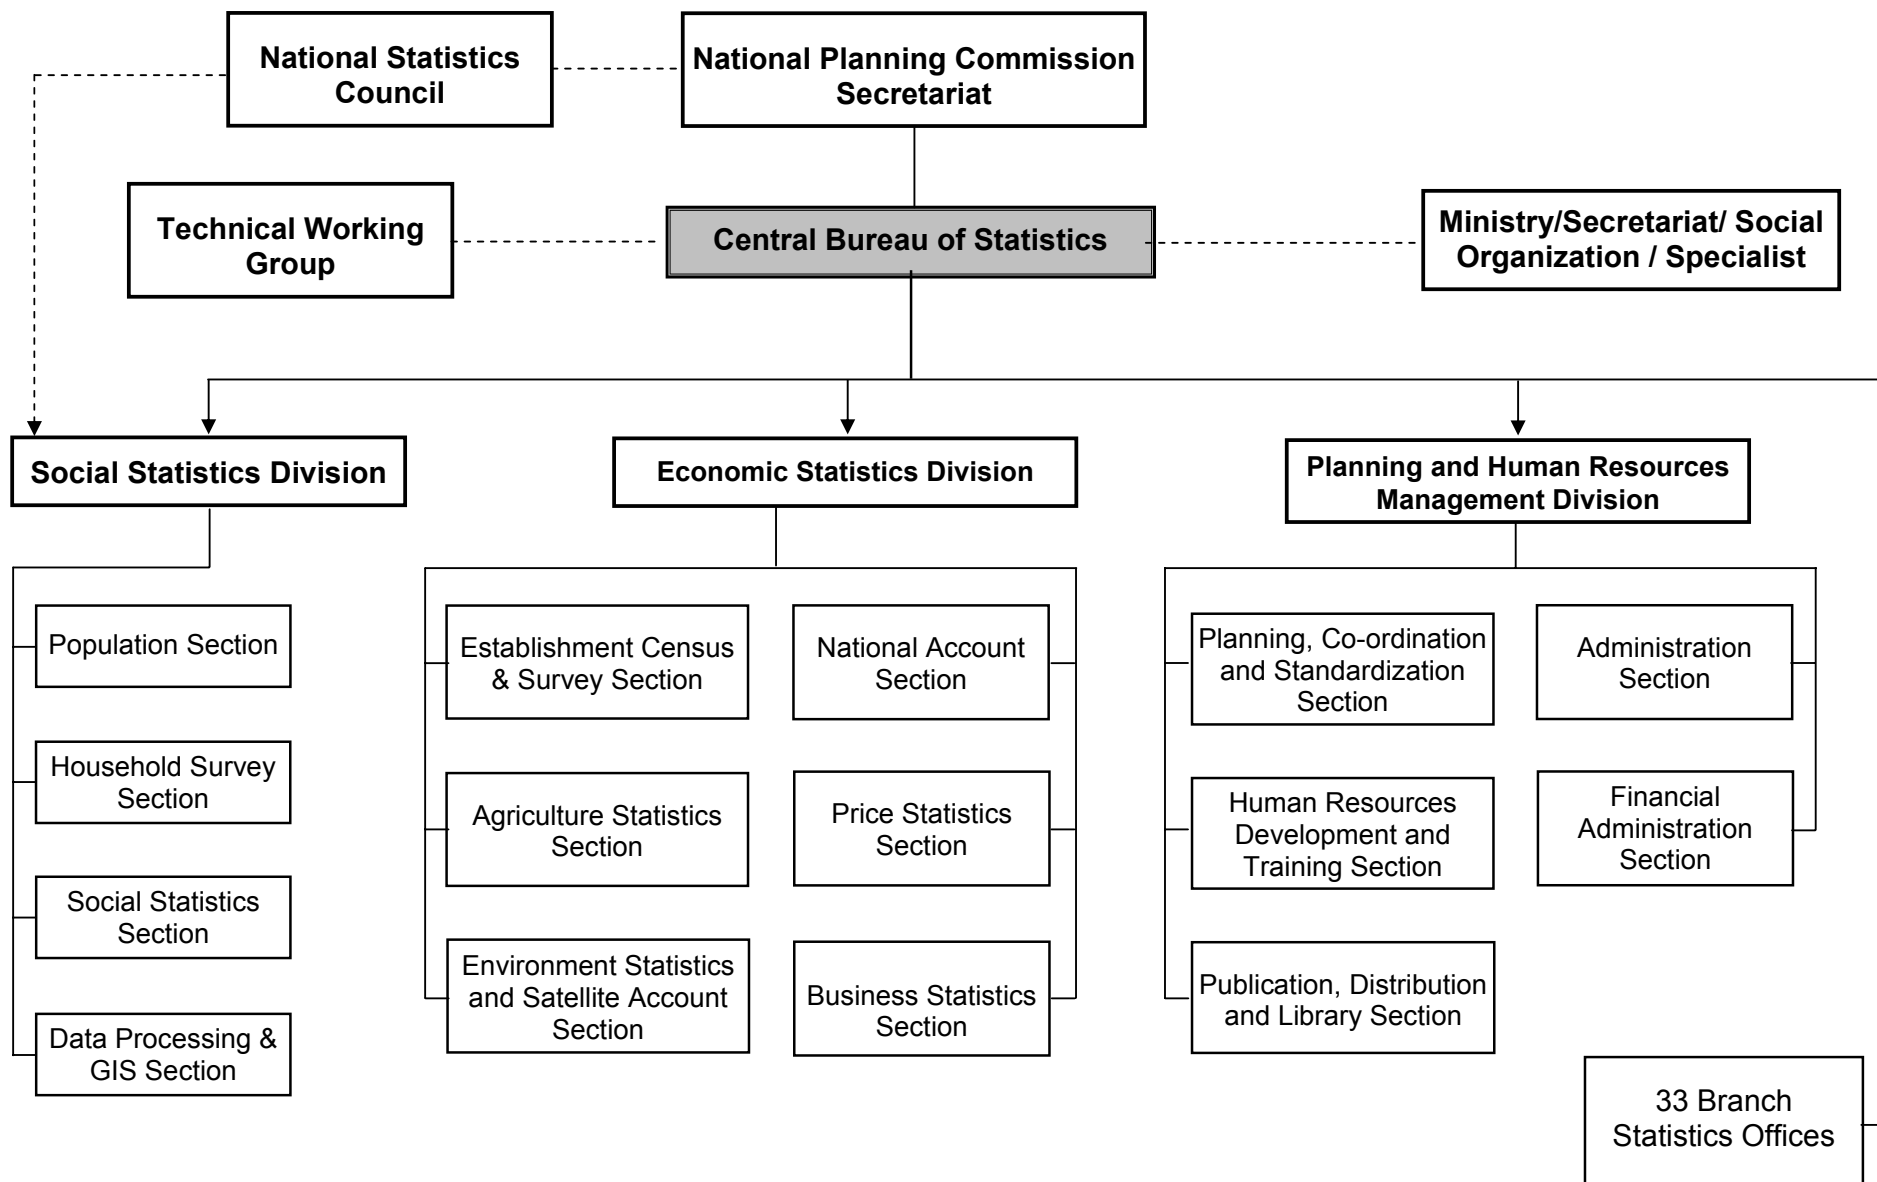 National Statistics
Council
National Planning Commission
Secretariat
Technical Working
Group
Central Bureau of Statistics
Ministry/Secretariat/ Social
Organization / Specialist
Social Statistics Division
Economic Statistics Division
Planning and Human Resources
Management Division
Population Section
Household Survey
Section
Social Statistics
Section
Data Processing &
GIS Section
Establishment Census
& Survey Section
National Account
Section
Agriculture Statistics
Section
Price Statistics
Section
Environment Statistics
and Satellite Account
Section
Business Statistics
Section
Planning, Co-ordination
and Standardization
Section
Administration
Section
Human Resources
Development and
Training Section
Financial
Administration
Section
Publication, Distribution
and Library Section
33 Branch
Statistics Offices